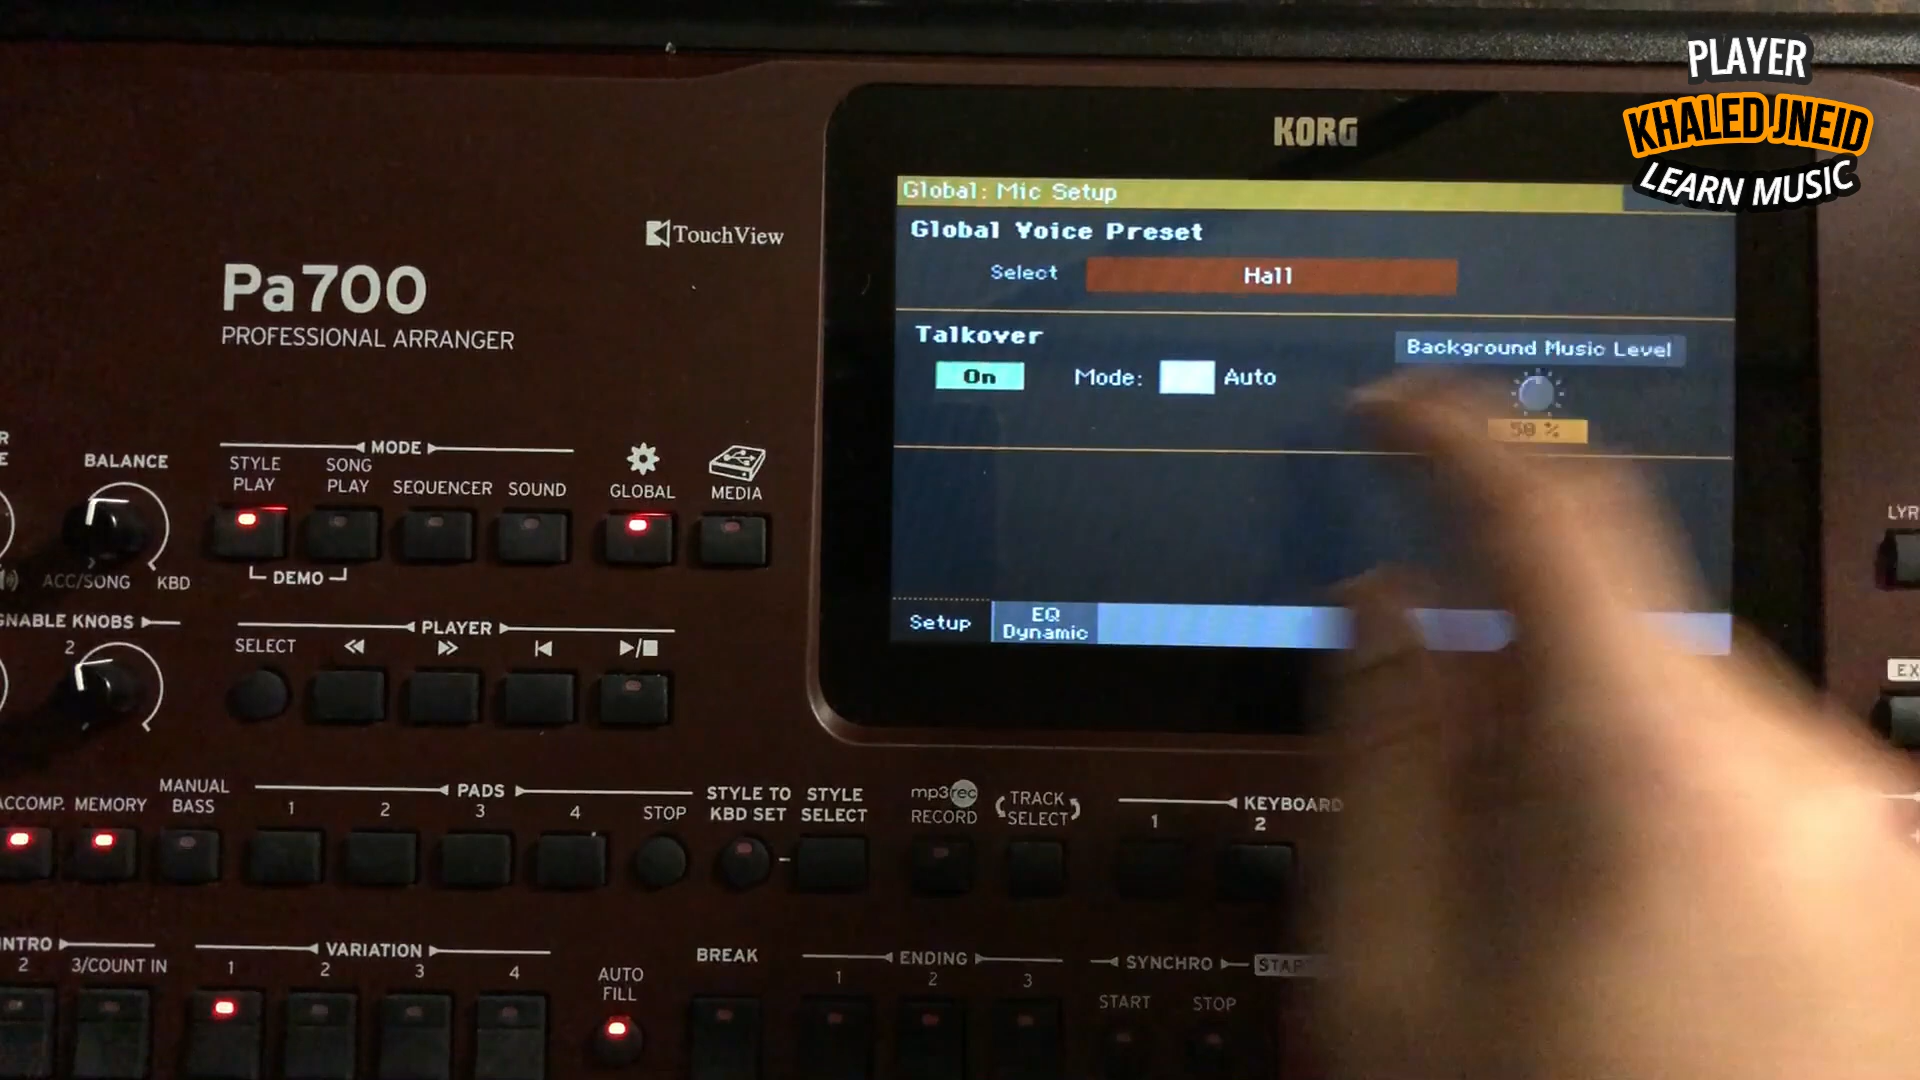 PLAYER
KHALED JNEID
LEARN MUSIC
KORG
Global: Mic Setup
Global Voice Preset
Select
Hall
Talkover
On
Mode:
Auto
Background Music Level
50 %
Setup
EQ
Dynamic
TouchView
Pa700
PROFESSIONAL ARRANGER
BALANCE
ACC/SONG
KBD
MODE
STYLE
PLAY
SONG
PLAY
SEQUENCER
SOUND
GLOBAL
MEDIA
DEMO
KNOBS
2
PLAYER
SELECT
MANUAL
BASS
ACCOMP.
MEMORY
PADS
1
2
3
4
STOP
STYLE TO
KBD SET
STYLE
SELECT
mp3rec
RECORD
TRACK
SELECT
KEYBOARD
1
2
INTRO
2
3/COUNT IN
VARIATION
1
2
3
4
AUTO
FILL
BREAK
ENDING
1
2
3
SYNCHRO
START
STOP